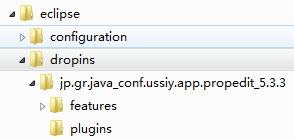 eclipse
configuration
dropins
jp.gr.java_conf.ussiy.app.propedit_5.3.3
features
plugins